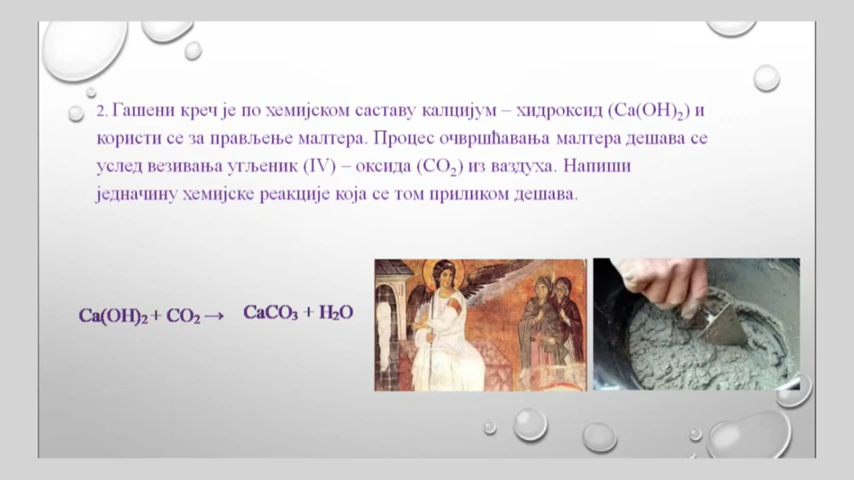 2. Гашени креч је по хемијском саставу калцијум – хидроксид (Ca(OH)₂) и
користи се за прављење малтера. Процес очвршћавања малтера дешава се
услед везивања угљеник (IV) – оксида (CO₂) из ваздуха. Напиши
једначину хемијске реакције која се том приликом дешава.
Ca(OH)₂ + CO₂ → CaCO₃ + H₂O